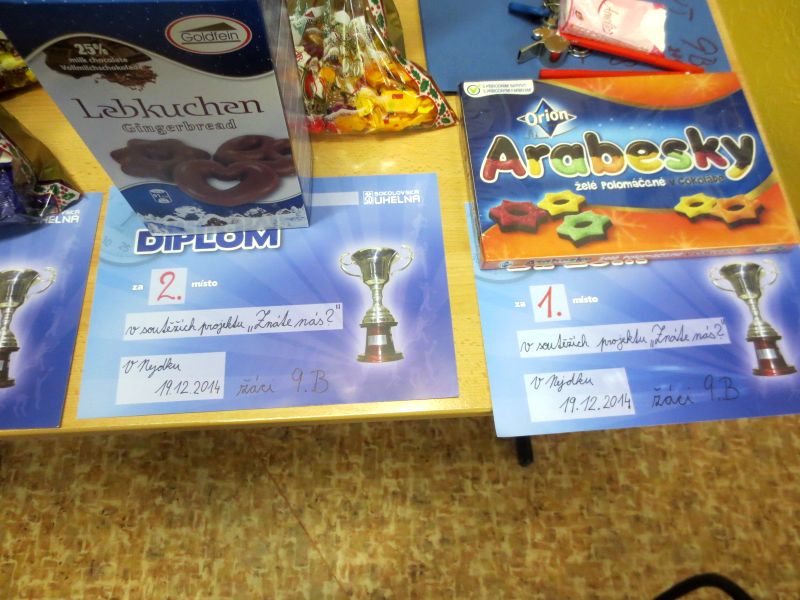 Goldfein
25%
milk chocolate
Vollmilchschokolade
Lebkuchen
Gingerbread
SOKOLOVSKÁ
UHELNÁ
DIPLOM
za 2. místo
v soutěžích projektu „Znáte nás?"
v Nejdku
19.12.2014 žáci 9.B
Orion
Arabesky
želé polomáčené v čokoládě
za 1. místo
v soutěžích projektu „Znáte nás?"
v Nejdku
19.12.2014 žáci 9.B
9B